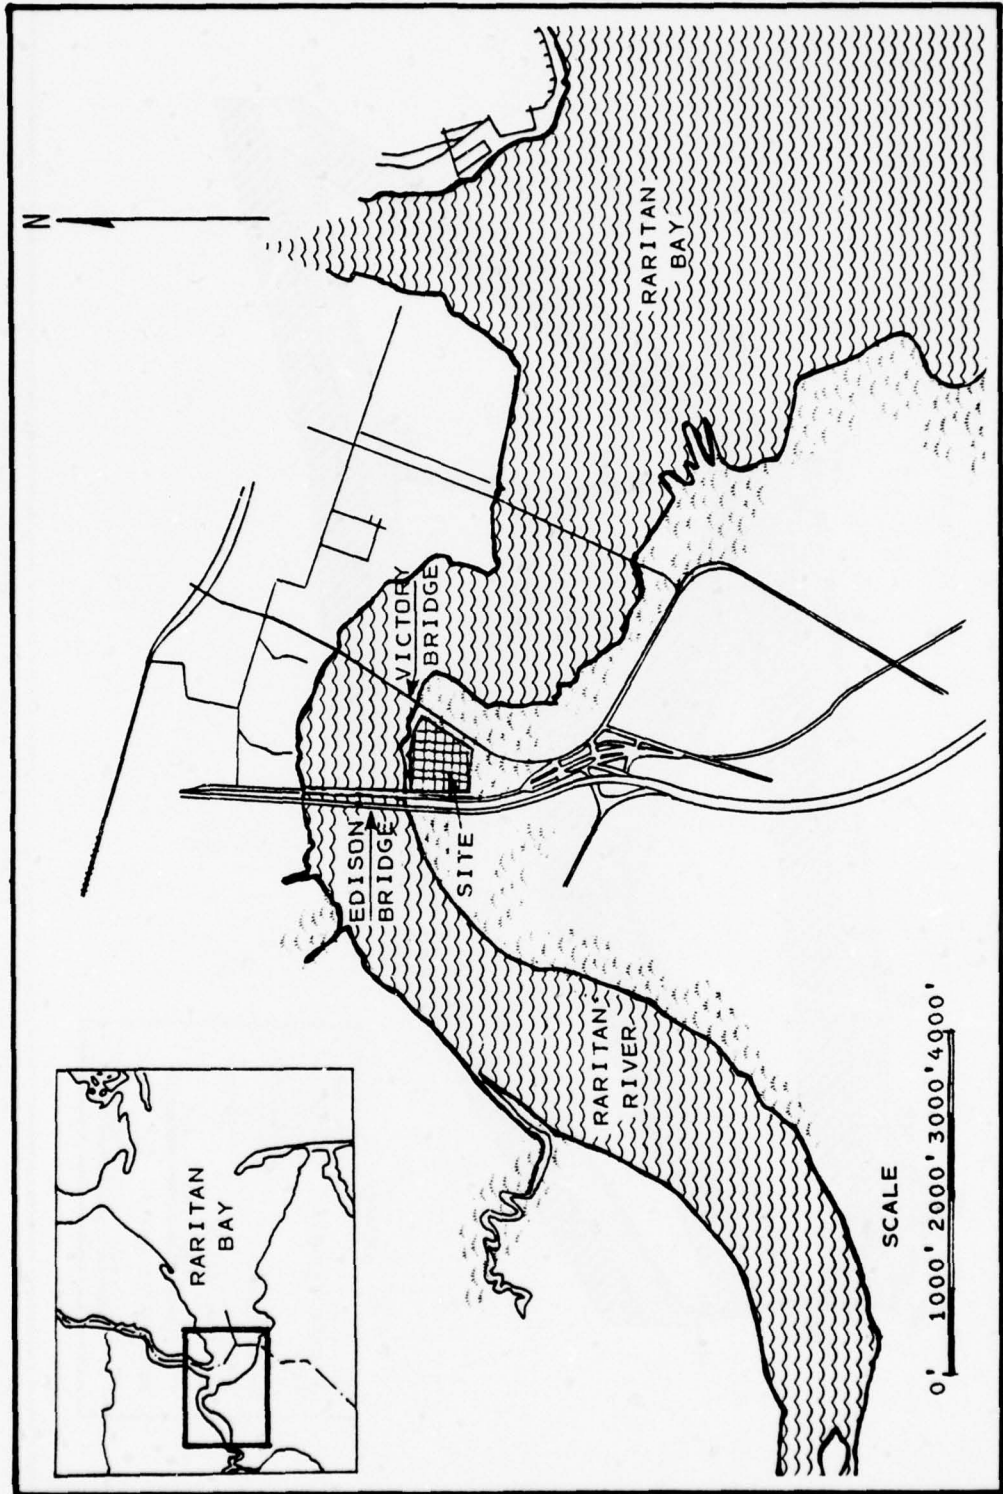 N
RARITAN
BAY
RARITAN
BAY
VICTORY
BRIDGE
EDISON
BRIDGE
SITE
RARITAN
RIVER
SCALE
0' 1000' 2000' 3000' 4000'